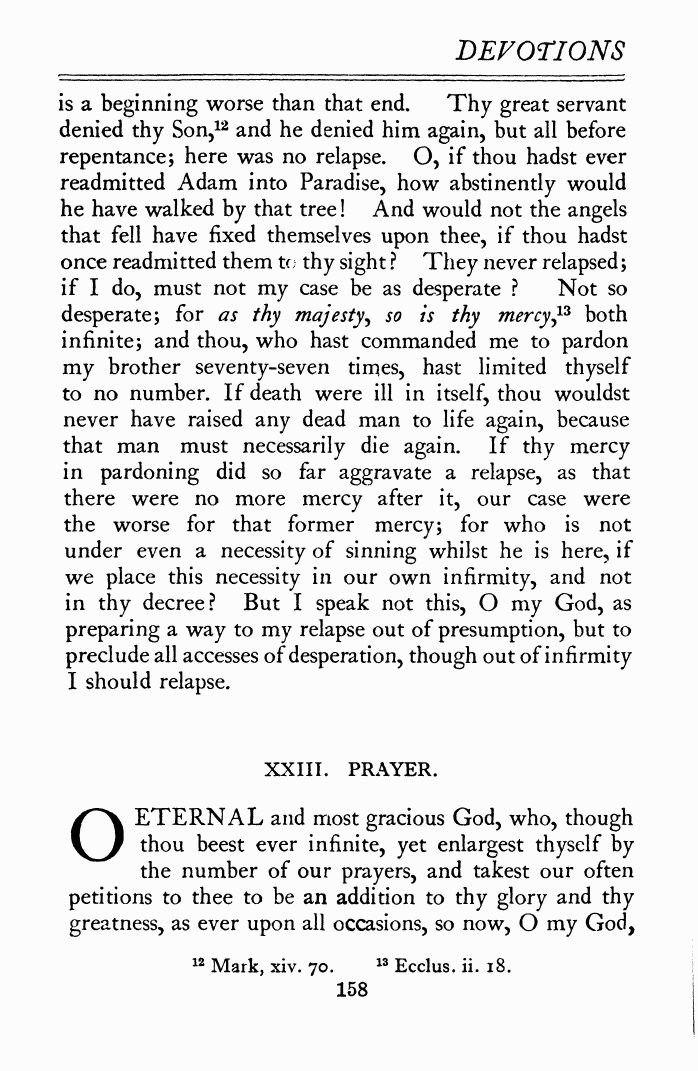 DEVOTIONS
is a beginning worse than that end. Thy great servant
denied thy Son,¹² and he denied him again, but all before
repentance; here was no relapse. O, if thou hadst ever
readmitted Adam into Paradise, how abstinently would
he have walked by that tree! And would not the angels
that fell have fixed themselves upon thee, if thou hadst
once readmitted them to thy sight? They never relapsed;
if I do, must not my case be as desperate ? Not so
desperate; for as thy majesty, so is thy mercy,¹³ both
infinite; and thou, who hast commanded me to pardon
my brother seventy-seven times, hast limited thyself
to no number. If death were ill in itself, thou wouldst
never have raised any dead man to life again, because
that man must necessarily die again. If thy mercy
in pardoning did so far aggravate a relapse, as that
there were no more mercy after it, our case were
the worse for that former mercy; for who is not
under even a necessity of sinning whilst he is here, if
we place this necessity in our own infirmity, and not
in thy decree? But I speak not this, O my God, as
preparing a way to my relapse out of presumption, but to
preclude all accesses of desperation, though out of infirmity
I should relapse.
XXIII. PRAYER.
O ETERNAL and most gracious God, who, though
thou beest ever infinite, yet enlargest thyself by
the number of our prayers, and takest our often
petitions to thee to be an addition to thy glory and thy
greatness, as ever upon all occasions, so now, O my God,
¹² Mark, xiv. 70. ¹³ Ecclus. ii. 18.
158